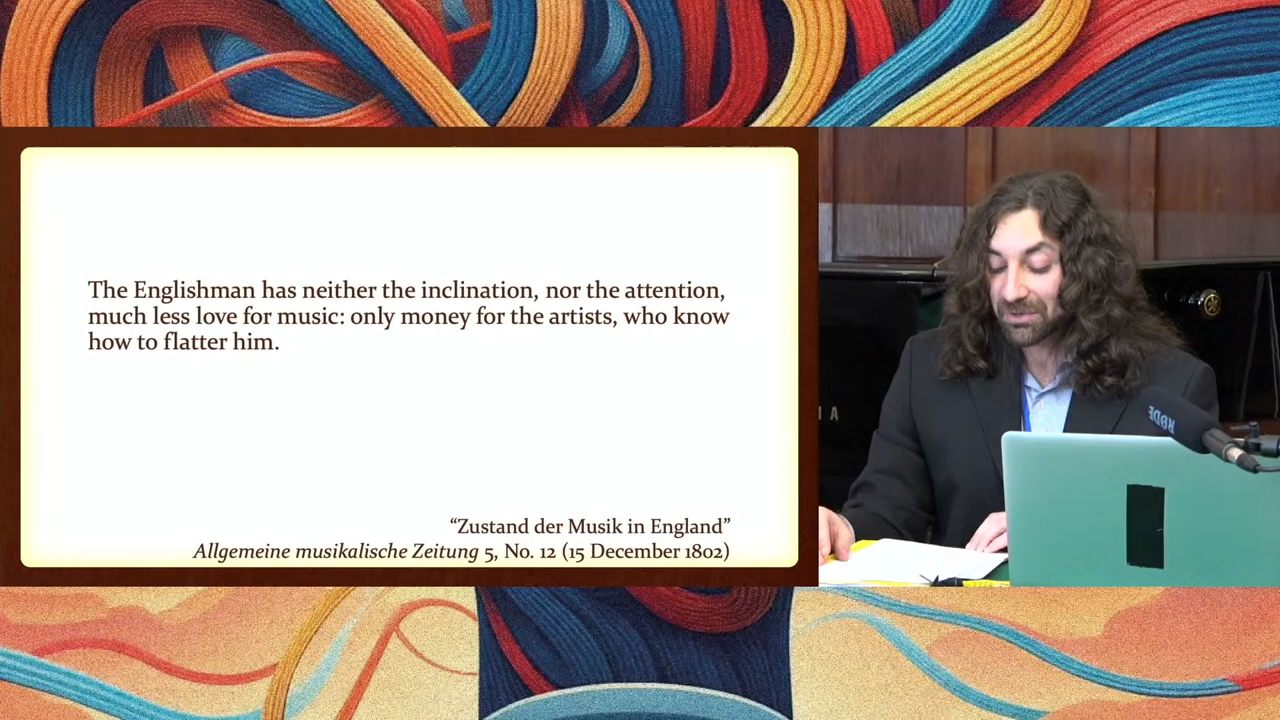 The Englishman has neither the inclination, nor the attention,
much less love for music: only money for the artists, who know
how to flatter him.
“Zustand der Musik in England”
Allgemeine musikalische Zeitung 5, No. 12 (15 December 1802)
RØDE